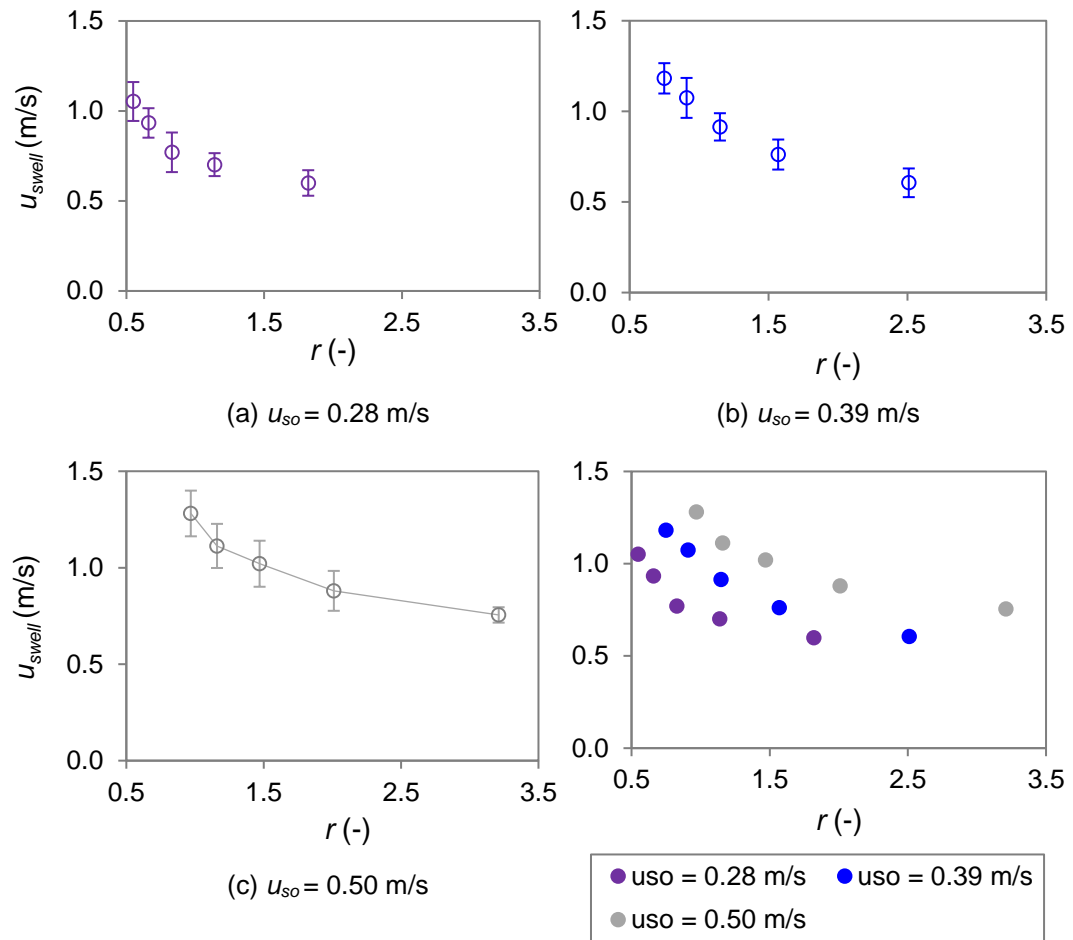 1.5
1.0
0.5
0.0
u_swell (m/s)
0.5 1.5 2.5 3.5
r (-)
(a) u_so = 0.28 m/s
1.5
1.0
0.5
0.0
0.5 1.5 2.5 3.5
r (-)
(b) u_so = 0.39 m/s
1.5
1.0
0.5
0.0
u_swell (m/s)
0.5 1.5 2.5 3.5
r (-)
(c) u_so = 0.50 m/s
1.5
1.0
0.5
0.0
0.5 1.5 2.5 3.5
r (-)
uso = 0.28 m/s uso = 0.39 m/s
uso = 0.50 m/s